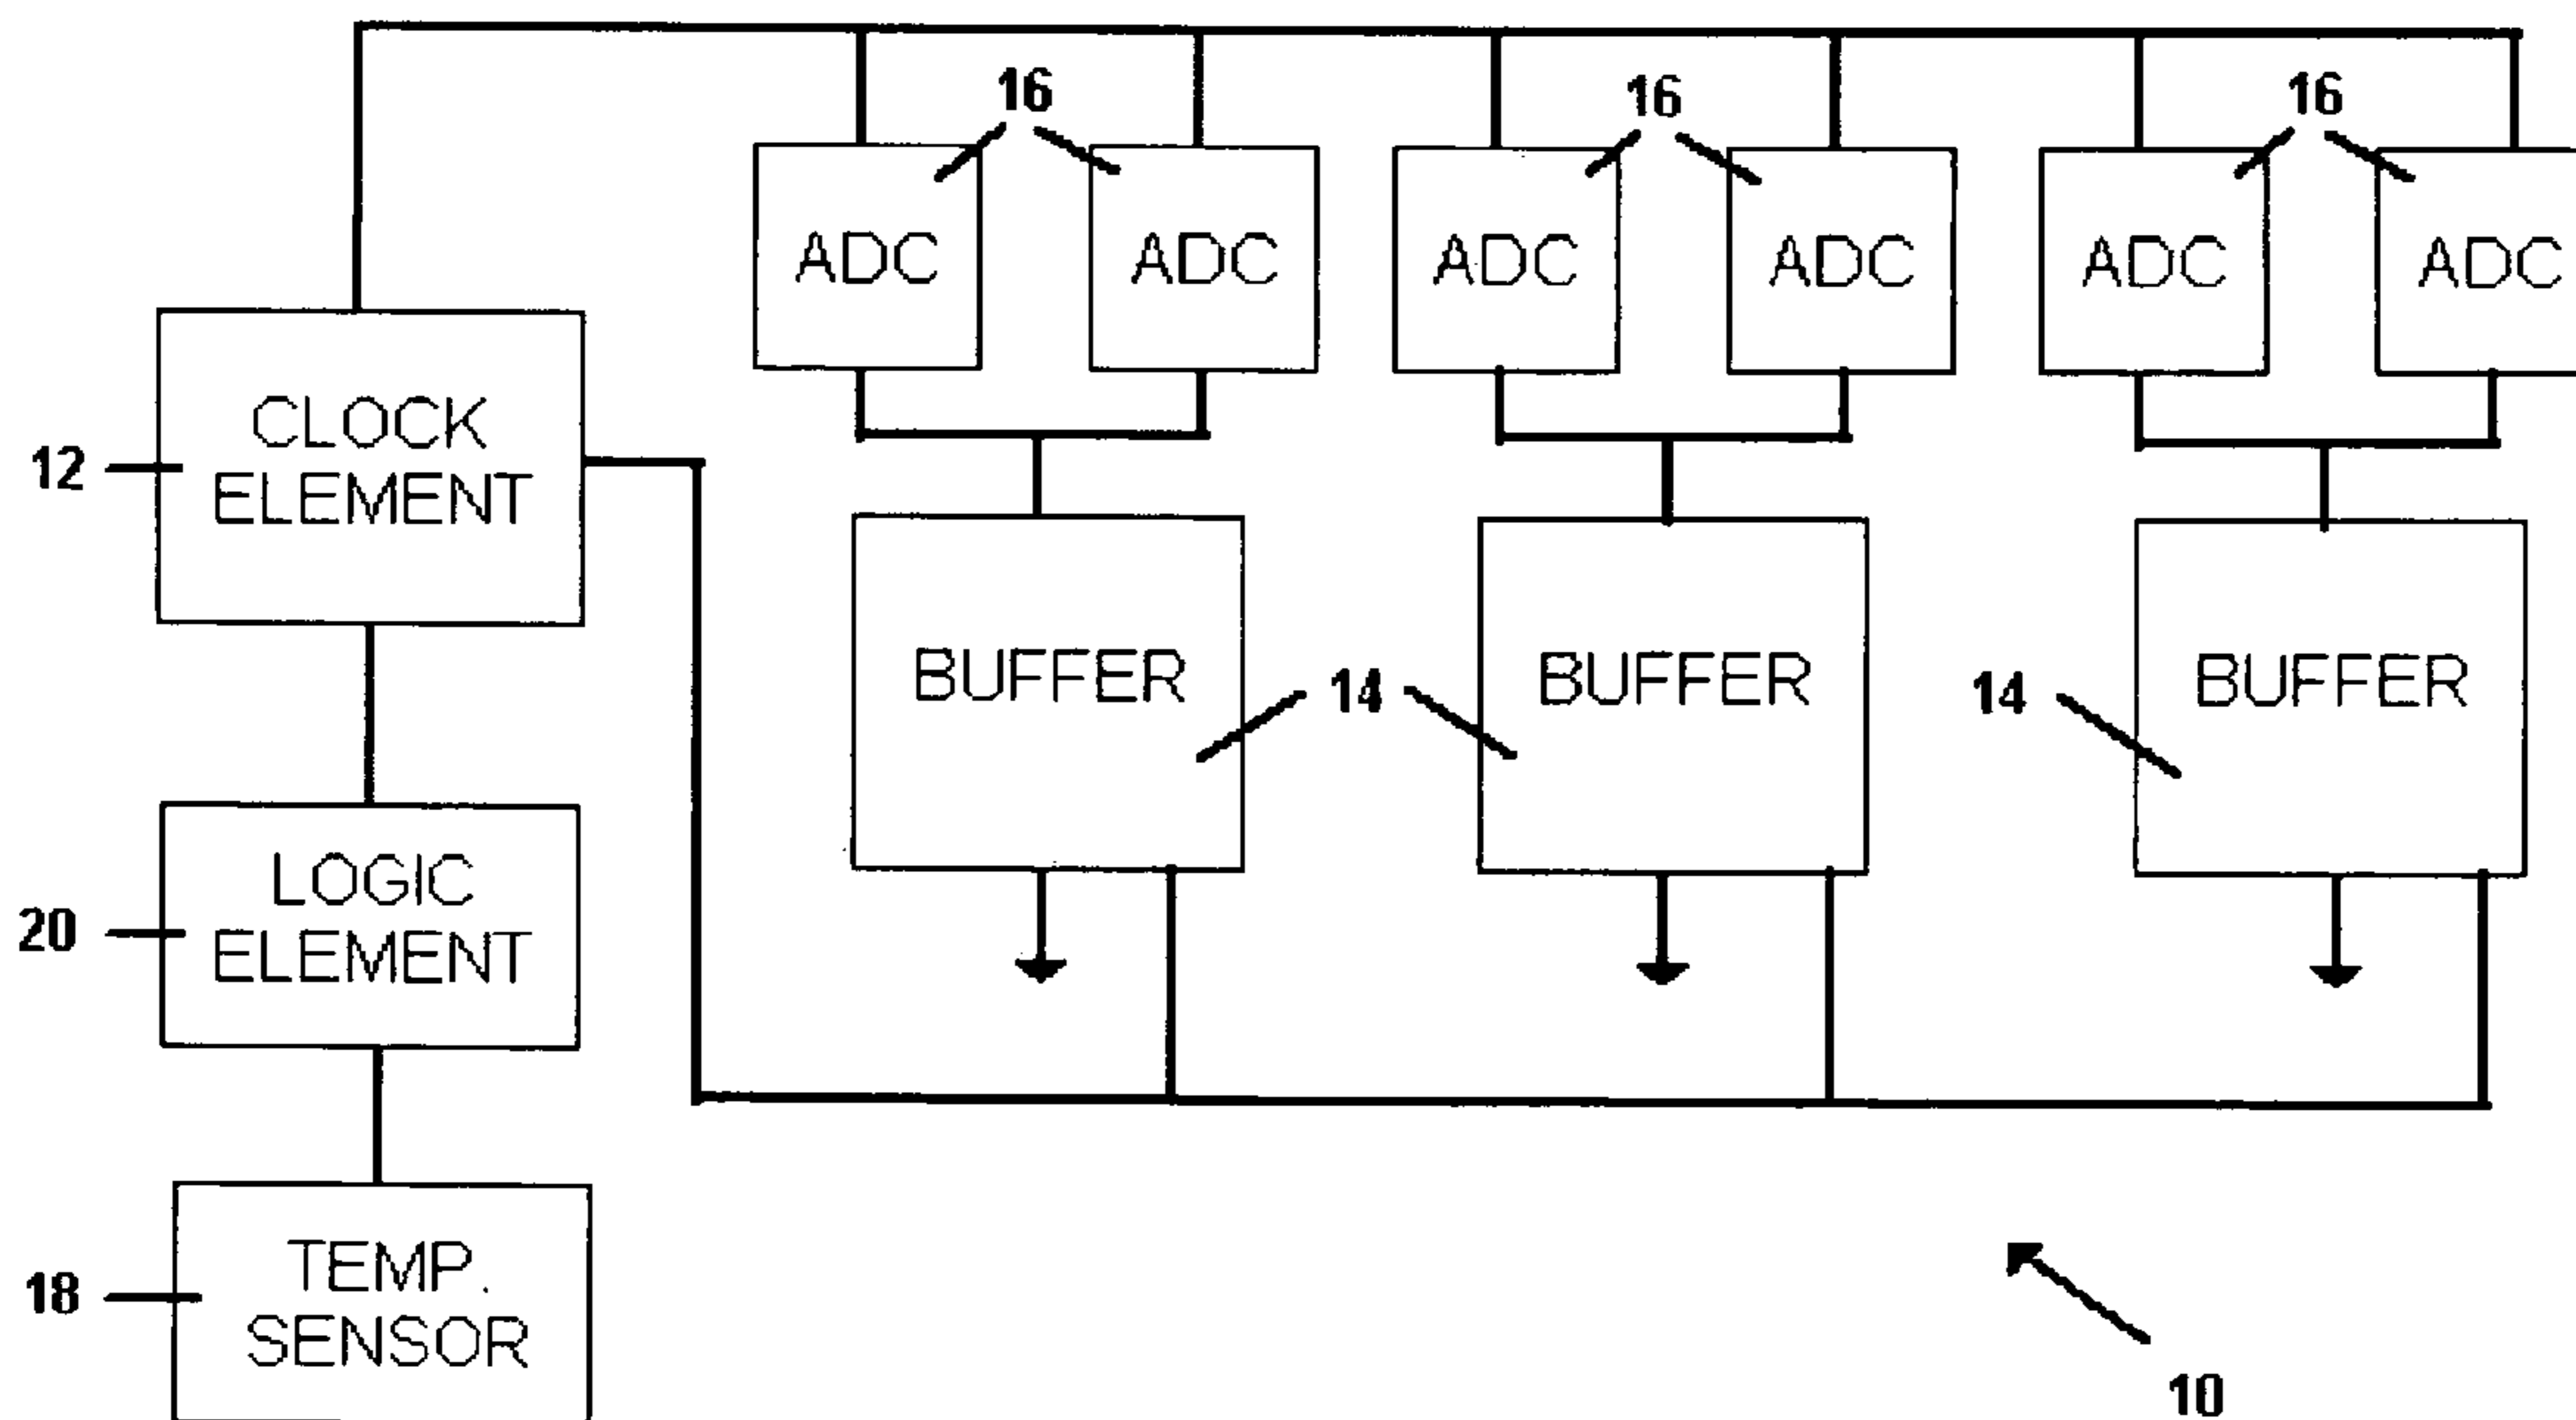 16 16 16
ADC ADC ADC ADC ADC ADC
CLOCK
12 ELEMENT
BUFFER BUFFER BUFFER
14 14
LOGIC
20 ELEMENT
TEMP.
18 SENSOR
10